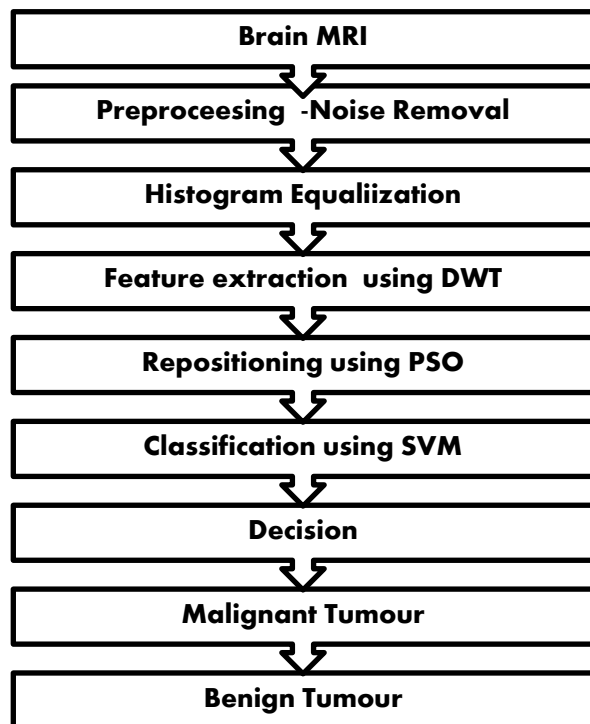 Brain MRI
Preproceesing -Noise Removal
Histogram Equaliization
Feature extraction using DWT
Repositioning using PSO
Classification using SVM
Decision
Malignant Tumour
Benign Tumour